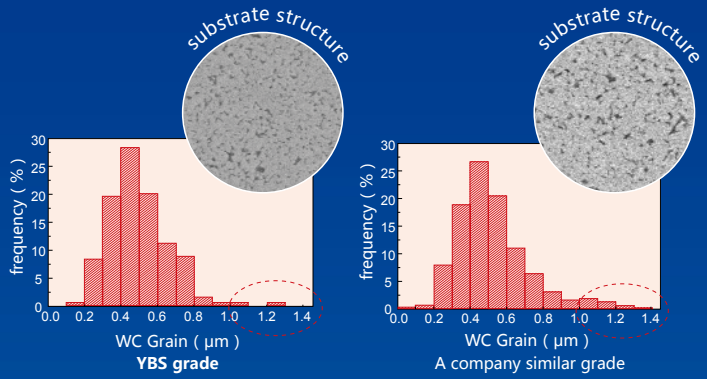 substrate structure
substrate structure
frequency ( % )
30
25
20
15
10
5
0
0.2 0.4 0.6 0.8 1.0 1.2 1.4
WC Grain ( μm )
YBS grade
frequency ( % )
30
25
20
15
10
5
0
0.0 0.2 0.4 0.6 0.8 1.0 1.2 1.4
WC Grain ( μm )
A company similar grade